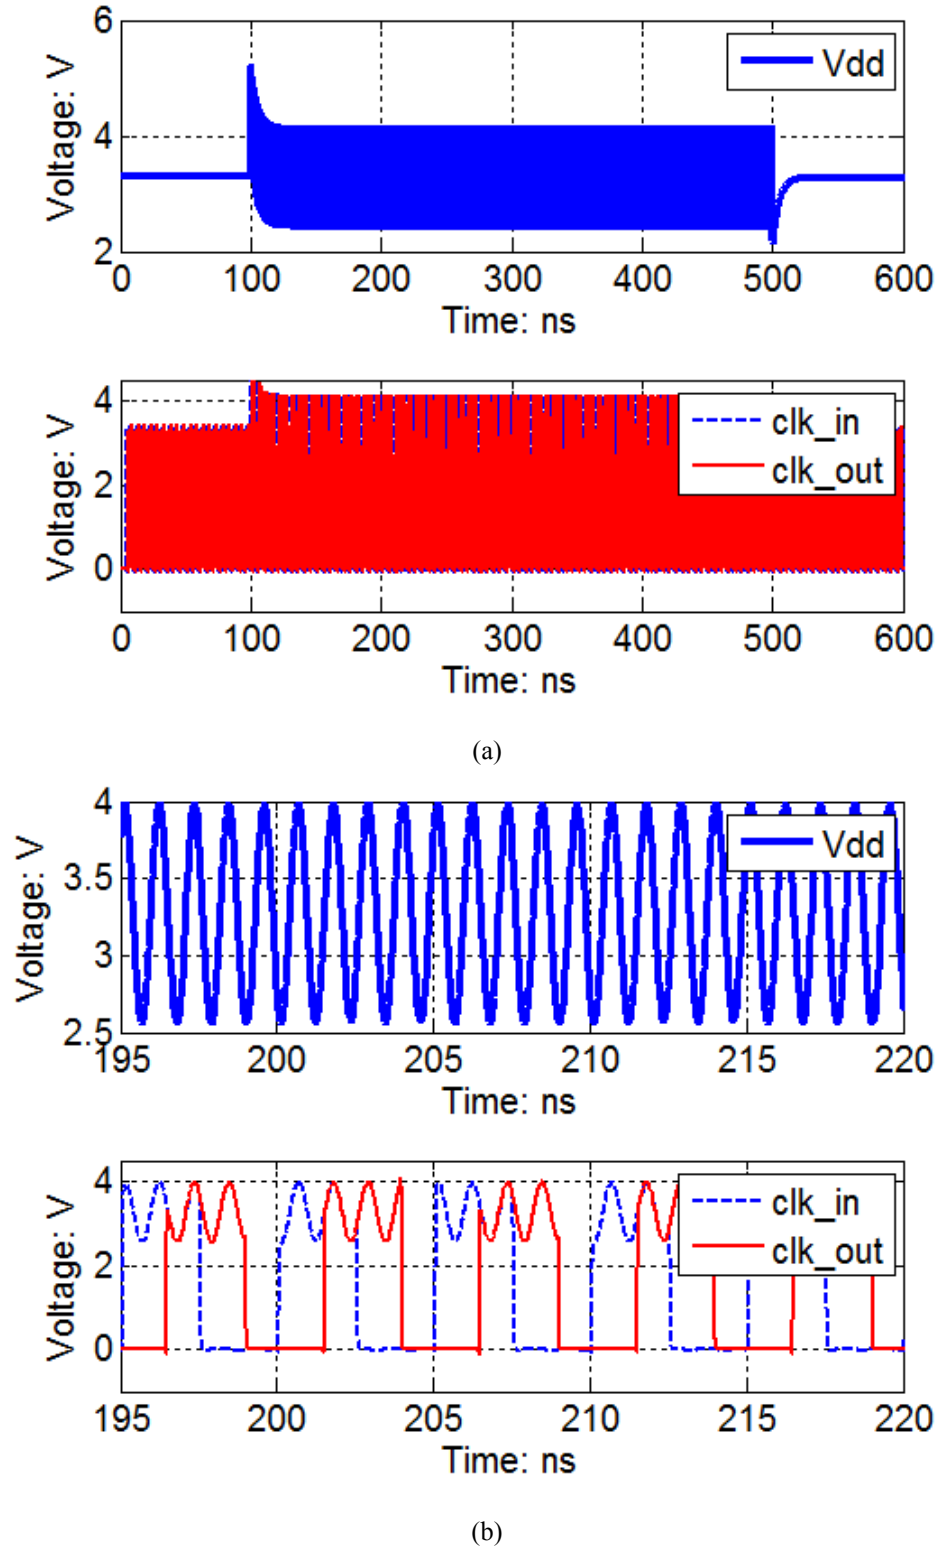 6
4
2
Voltage: V
Vdd
0 100 200 300 400 500 600
Time: ns
4
2
0
Voltage: V
clk_in
clk_out
0 100 200 300 400 500 600
Time: ns
(a)
4
3.5
3
2.5
Voltage: V
Vdd
195 200 205 210 215 220
Time: ns
4
2
0
Voltage: V
clk_in
clk_out
195 200 205 210 215 220
Time: ns
(b)